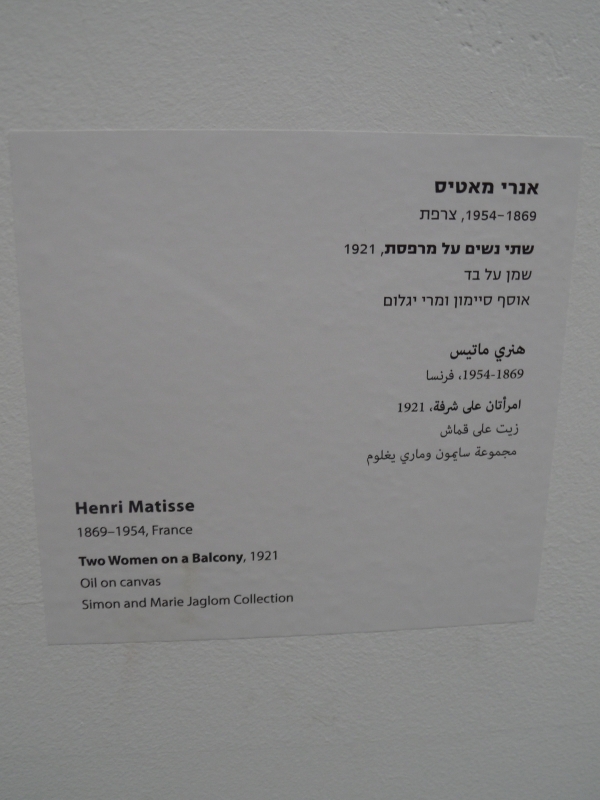 אנרי מאטיס
1954–1869, צרפת
שתי נשים על מרפסת, 1921
שמן על בד
אוסף סיימון ומרי יגלום
هنري ماتيس
1954-1869، فرنسا
امرأتان على شرفة، 1921
زيت على قماش
مجموعة سايمون وماري يغلوم
Henri Matisse
1869–1954, France
Two Women on a Balcony, 1921
Oil on canvas
Simon and Marie Jaglom Collection